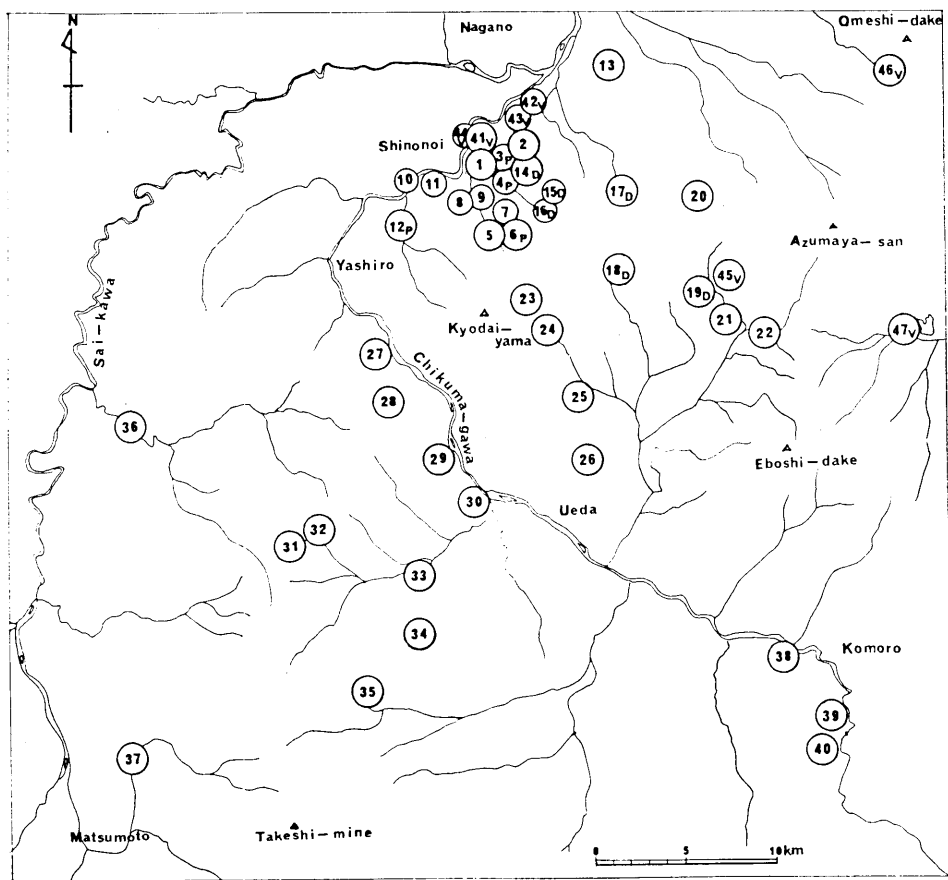 N
Nagano
Omeshi-dake
13
46V
42V
43V
41V
2
Shinonoi
3P
1
14D
10
11
4P
15D
17D
20
8
9
7
16D
12P
5
6P
Azumaya-san
Yashiro
18D
45V
19D
23
21
Kyodai-
yama
24
22
47V
Sai-kawa
27
Chikuma-gawa
28
25
36
29
26
Eboshi-dake
30
Ueda
32
31
33
34
38
Komoro
35
39
40
37
Matsumoto
Takeshi-mine
0 5 10km